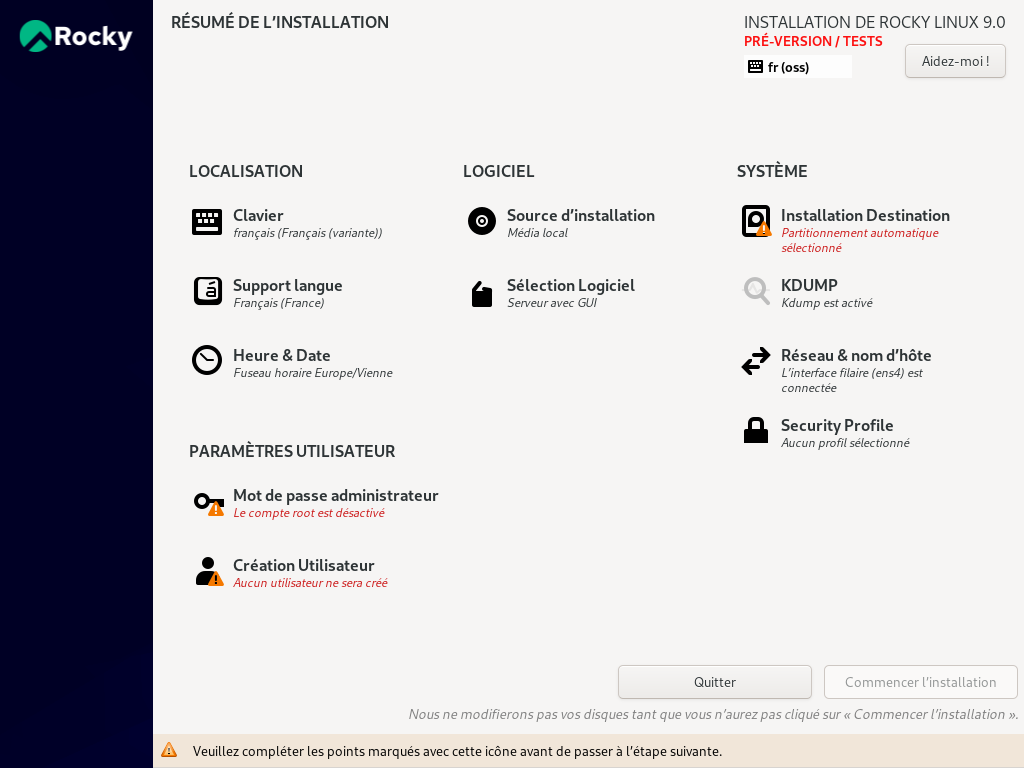 Rocky
RÉSUMÉ DE L'INSTALLATION
INSTALLATION DE ROCKY LINUX 9.0
PRÉ-VERSION / TESTS
fr (oss)
Aidez-moi !
LOCALISATION
Clavier
français (Français (variante))
Support langue
Français (France)
Heure & Date
Fuseau horaire Europe/Vienne
LOGICIEL
Source d'installation
Média local
Sélection Logiciel
Serveur avec GUI
SYSTÈME
Installation Destination
Partitionnement automatique
sélectionné
KDUMP
Kdump est activé
Réseau & nom d'hôte
L'interface filaire (ens4) est
connectée
Security Profile
Aucun profil sélectionné
PARAMÈTRES UTILISATEUR
Mot de passe administrateur
Le compte root est désactivé
Création Utilisateur
Aucun utilisateur ne sera créé
Quitter
Commencer l'installation
Nous ne modifierons pas vos disques tant que vous n'aurez pas cliqué sur « Commencer l'installation ».
Veuillez compléter les points marqués avec cette icône avant de passer à l'étape suivante.